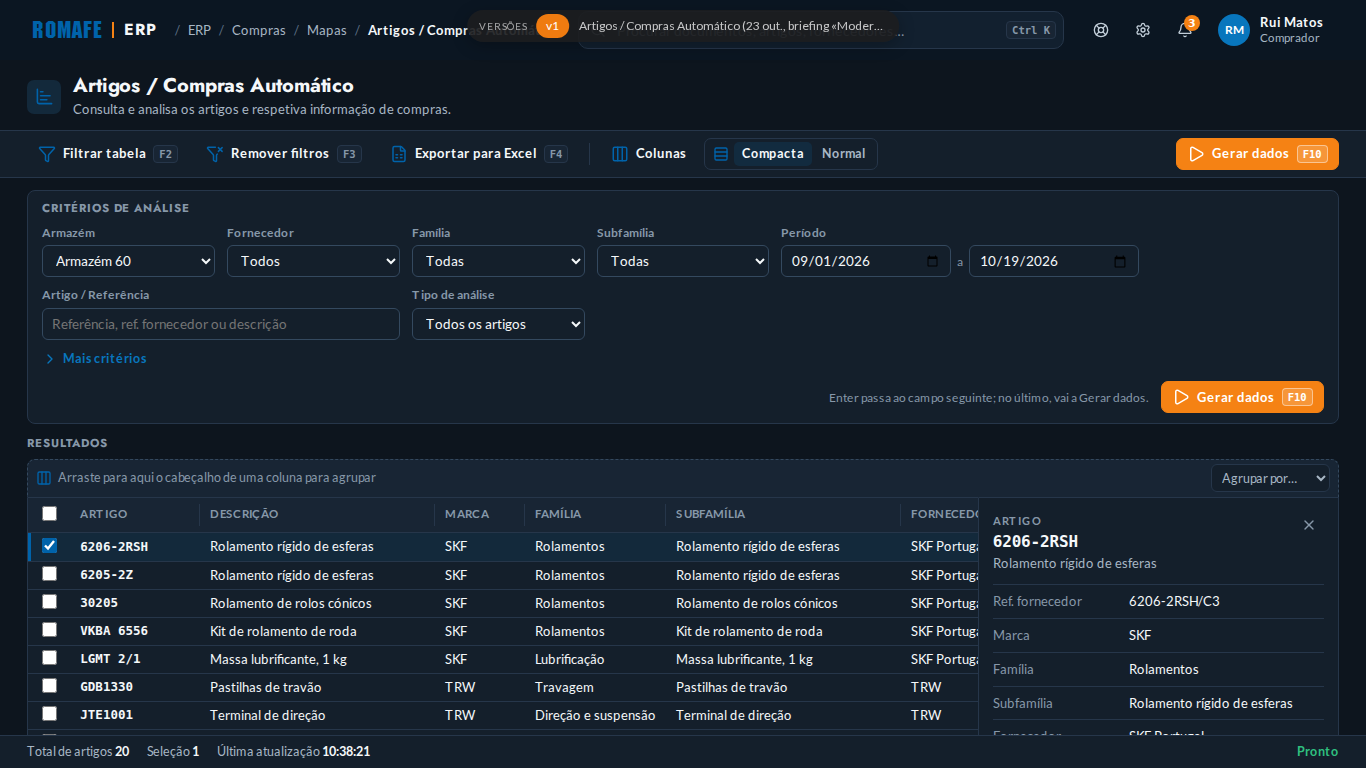 ROMAFE | ERP / ERP / Compras / Mapas / Artigos / Compras
VERSÕES v1 Artigos / Compras Automático (23 out., briefing «Moder…
Ctrl K
3
RM Rui Matos
Comprador
Artigos / Compras Automático
Consulta e analisa os artigos e respetiva informação de compras.
Filtrar tabela F2 Remover filtros F3 Exportar para Excel F4 Colunas Compacta Normal Gerar dados F10
CRITÉRIOS DE ANÁLISE
Armazém Fornecedor Família Subfamília Período
Armazém 60 Todos Todas Todas 09/01/2026 a 10/19/2026
Artigo / Referência Tipo de análise
Referência, ref. fornecedor ou descrição Todos os artigos
Mais critérios
Enter passa ao campo seguinte; no último, vai a Gerar dados. Gerar dados F10
RESULTADOS
Arraste para aqui o cabeçalho de uma coluna para agrupar Agrupar por…
ARTIGO DESCRIÇÃO MARCA FAMÍLIA SUBFAMÍLIA FORNECEDO
6206-2RSH Rolamento rígido de esferas SKF Rolamentos Rolamento rígido de esferas SKF Portuga
6205-2Z Rolamento rígido de esferas SKF Rolamentos Rolamento rígido de esferas SKF Portuga
30205 Rolamento de rolos cónicos SKF Rolamentos Rolamento de rolos cónicos SKF Portuga
VKBA 6556 Kit de rolamento de roda SKF Rolamentos Kit de rolamento de roda SKF Portuga
LGMT 2/1 Massa lubrificante, 1 kg SKF Lubrificação Massa lubrificante, 1 kg SKF Portuga
GDB1330 Pastilhas de travão TRW Travagem Pastilhas de travão TRW
JTE1001 Terminal de direção TRW Direção e suspensão Terminal de direção TRW
ARTIGO
6206-2RSH
Rolamento rígido de esferas
Ref. fornecedor 6206-2RSH/C3
Marca SKF
Família Rolamentos
Subfamília Rolamento rígido de esferas
Fornecedor SKF Portugal
Total de artigos 20 Seleção 1 Última atualização 10:38:21 Pronto